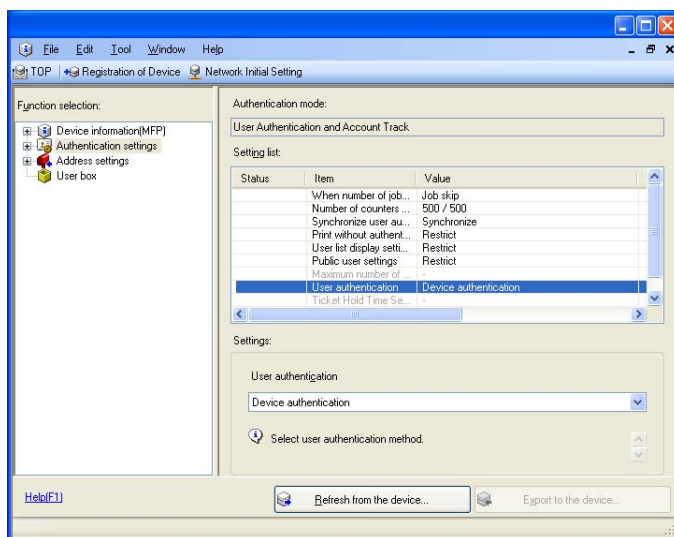 File Edit Tool Window Help
TOP Registration of Device Network Initial Setting
Function selection:
Device information(MFP)
Authentication settings
Address settings
User box
Authentication mode:
User Authentication and Account Track
Setting list:
Status Item Value
When number of job... Job skip
Number of counters ... 500 / 500
Synchronize user au... Synchronize
Print without authent... Restrict
User list display setti... Restrict
Public user settings Restrict
Maximum number of ... -
User authentication Device authentication
Ticket Hold Time Se... -
Settings:
User authentication
Device authentication
Select user authentication method.
Help(F1)
Refresh from the device... Export to the device...